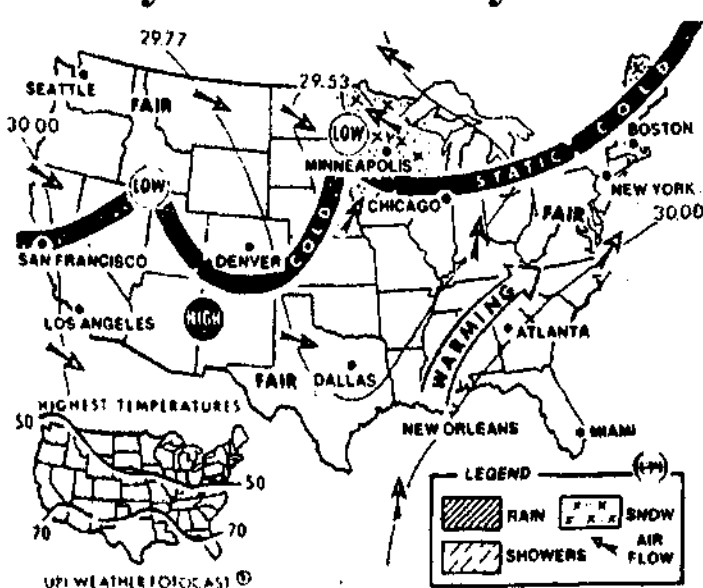 29.77
SEATTLE
FAIR
29.53
30.00
LOW
MINNEAPOLIS
COLD
BOSTON
STATIC
LOW
CHICAGO
NEW YORK
FAIR
30.00
SAN FRANCISCO
DENVER
COLD
HIGH
LOS ANGELES
WARMING
ATLANTA
FAIR
DALLAS
HIGHEST TEMPERATURES
50
NEW ORLEANS
MIAMI
50
70
70
LEGEND
RAIN
SNOW
SHOWERS
AIR
FLOW
UPI WEATHER FOTOCAST ®